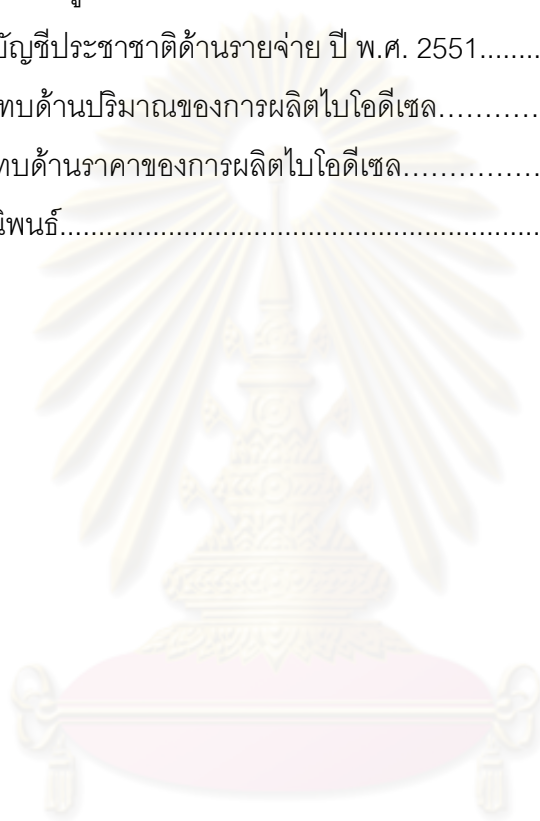 บัญชีประชาชาติด้านรายจ่าย ปี พ.ศ. 2551........
ทบด้านปริมาณของการผลิตไบโอดีเซล............
ทบด้านราคาของการผลิตไบโอดีเซล................
นิพนธ์..............................................................